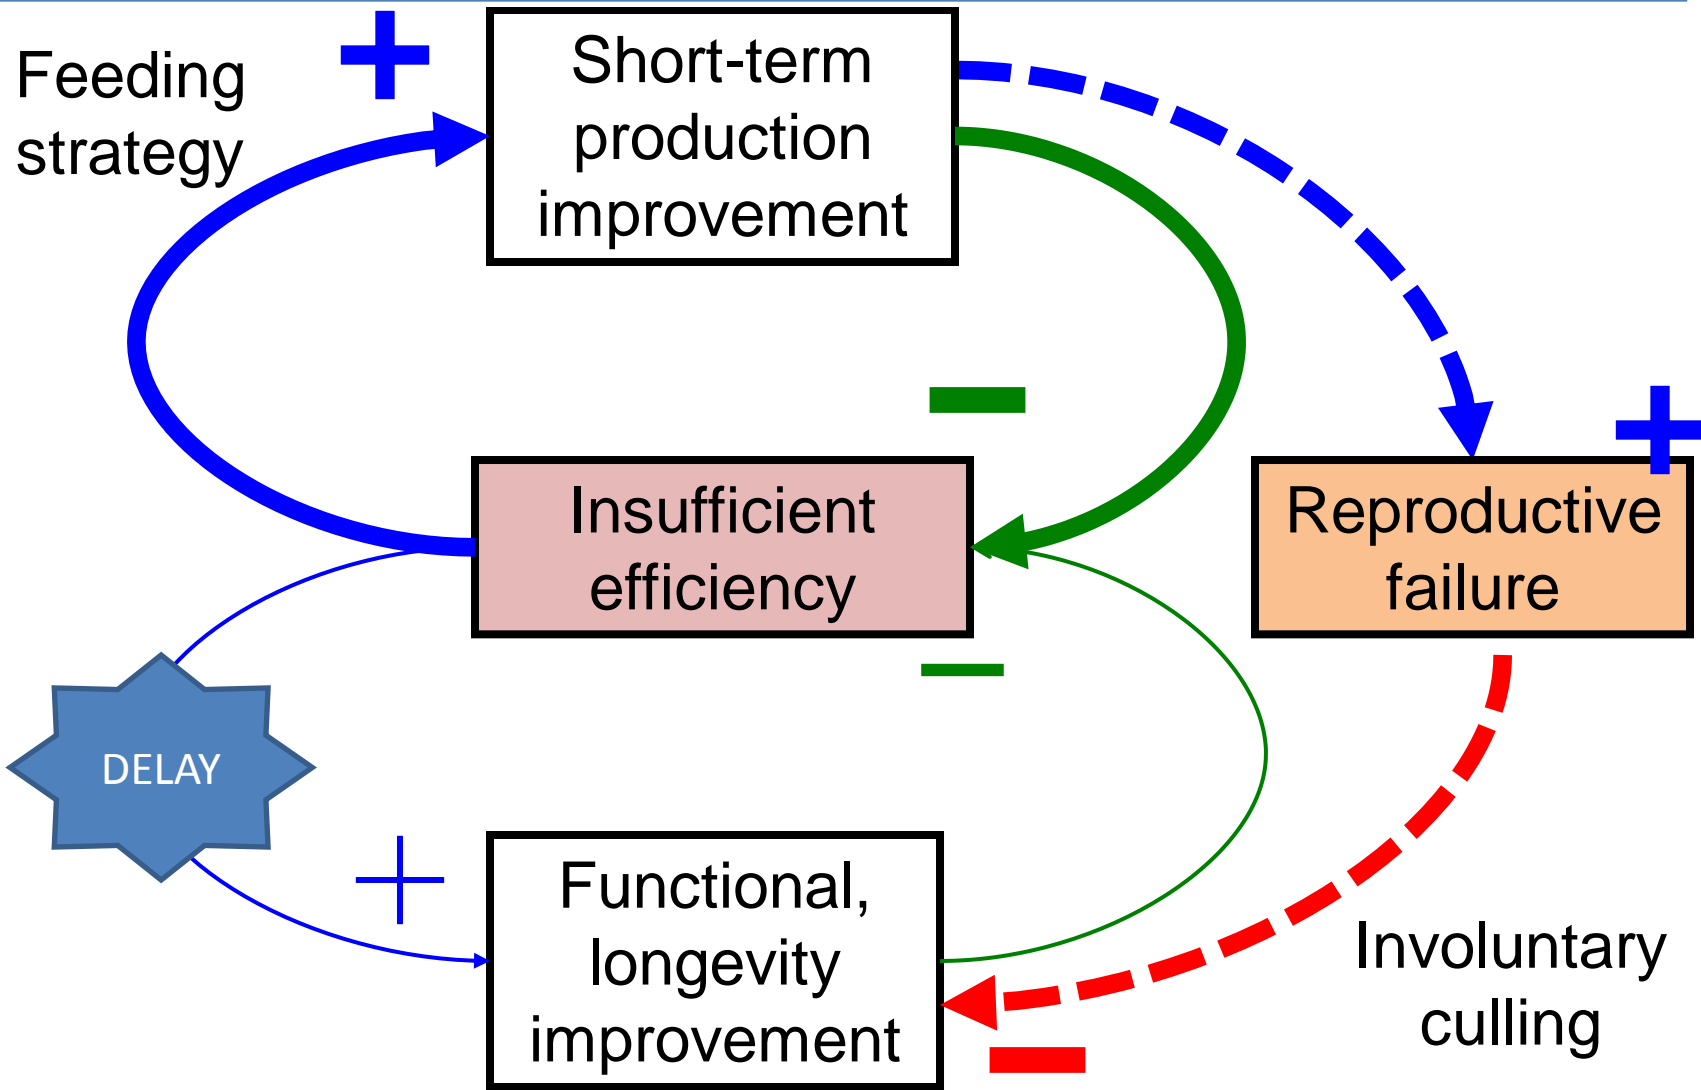 Feeding
strategy
+
Short-term
production
improvement
−
Insufficient
efficiency
+
Reproductive
failure
−
DELAY
+
Functional,
longevity
improvement
−
Involuntary
culling